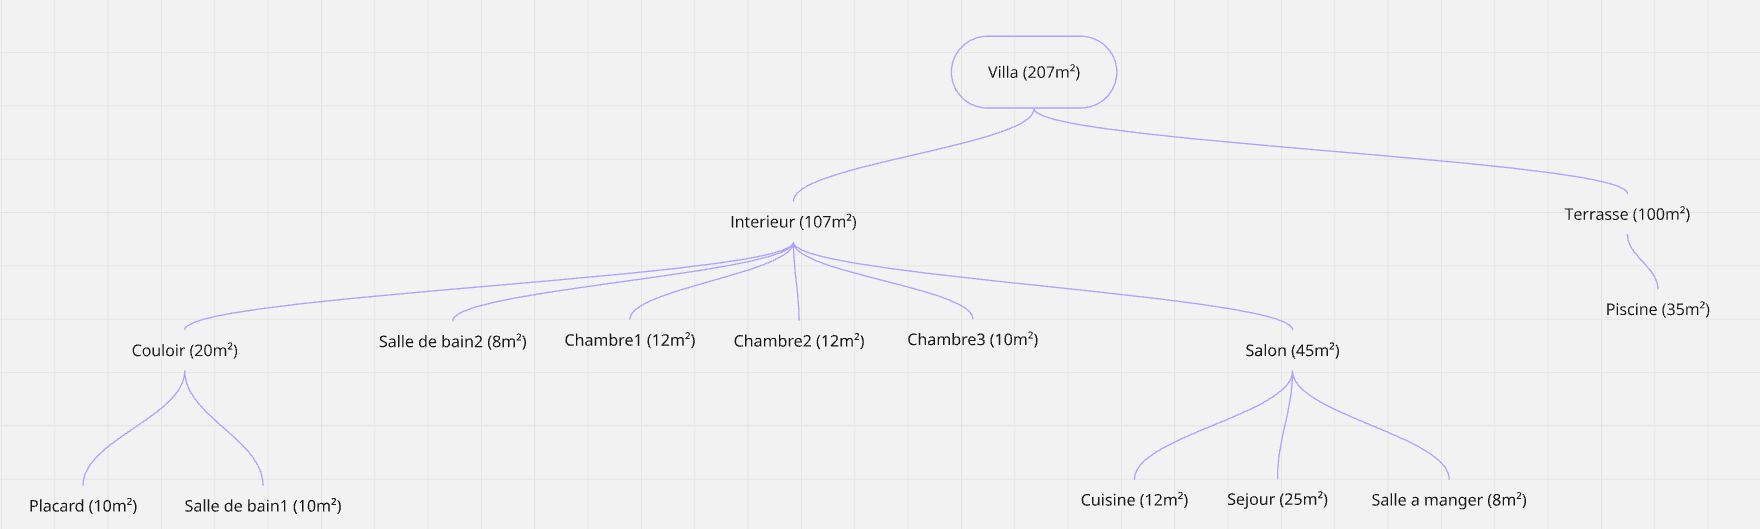 Villa (207m²)
Interieur (107m²)
Terrasse (100m²)
Couloir (20m²)
Salle de bain2 (8m²)
Chambre1 (12m²)
Chambre2 (12m²)
Chambre3 (10m²)
Salon (45m²)
Piscine (35m²)
Placard (10m²)
Salle de bain1 (10m²)
Cuisine (12m²)
Sejour (25m²)
Salle a manger (8m²)